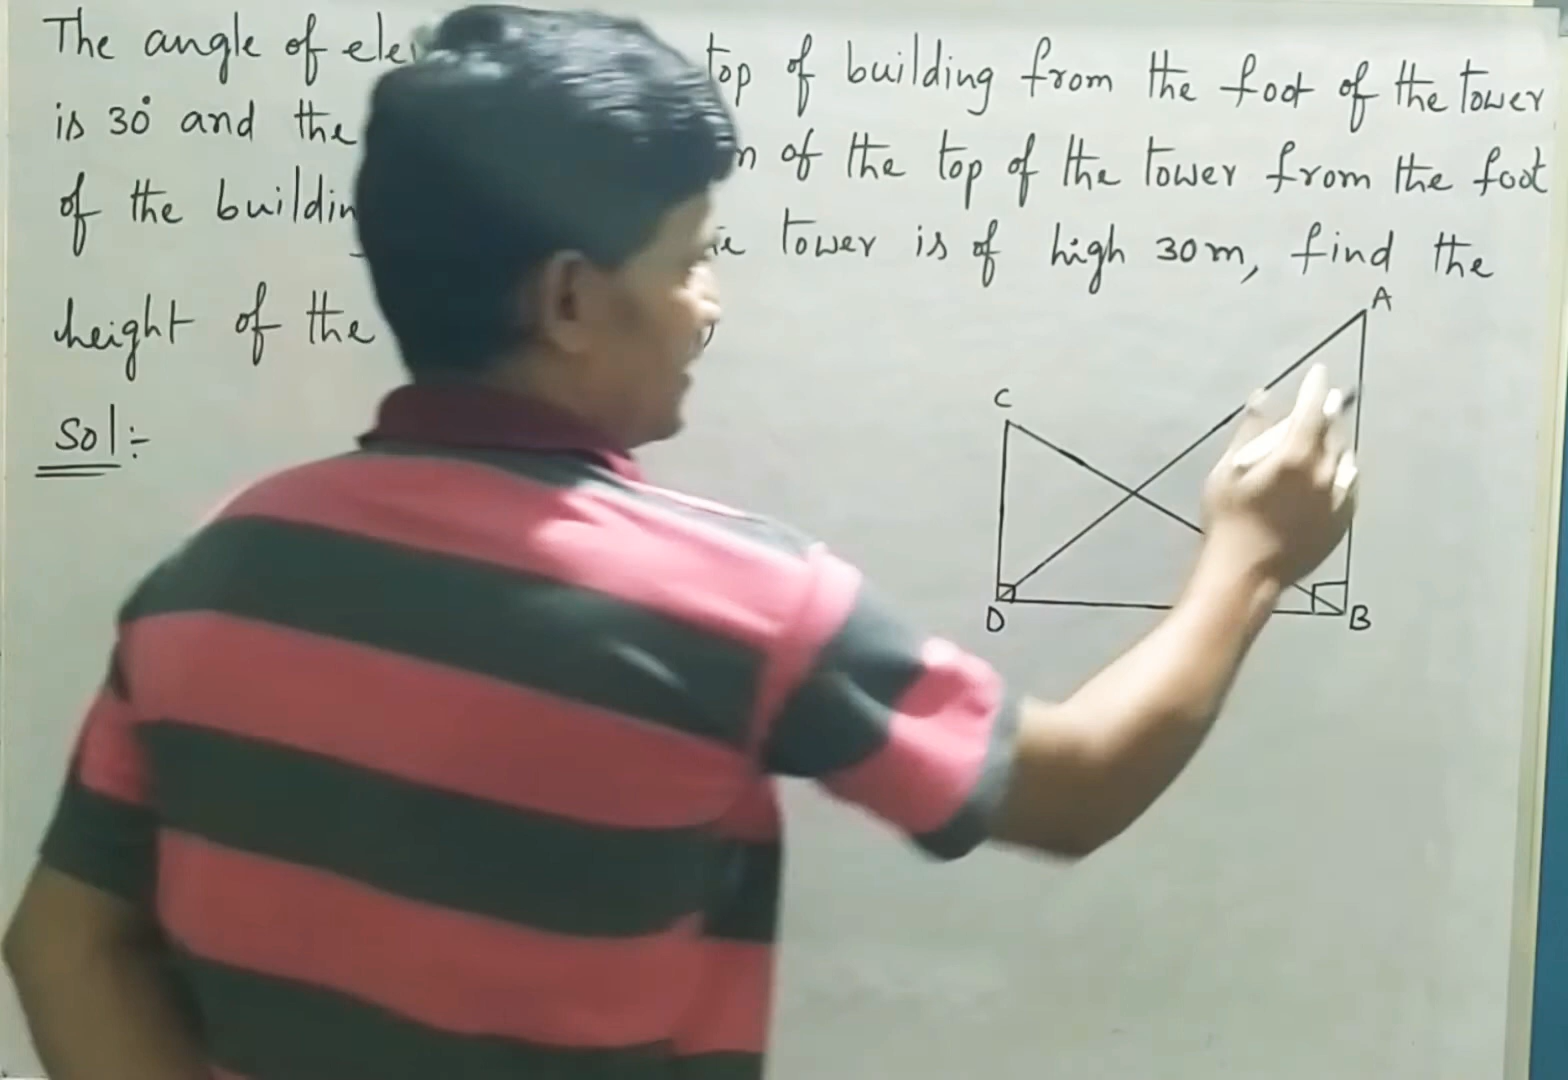 The angle of top of building from the foot of the tower
is 30° and the of the top of the tower from the foot
of the tower is of high 30m, find the
height of the
Sol:-
A
C
D
B